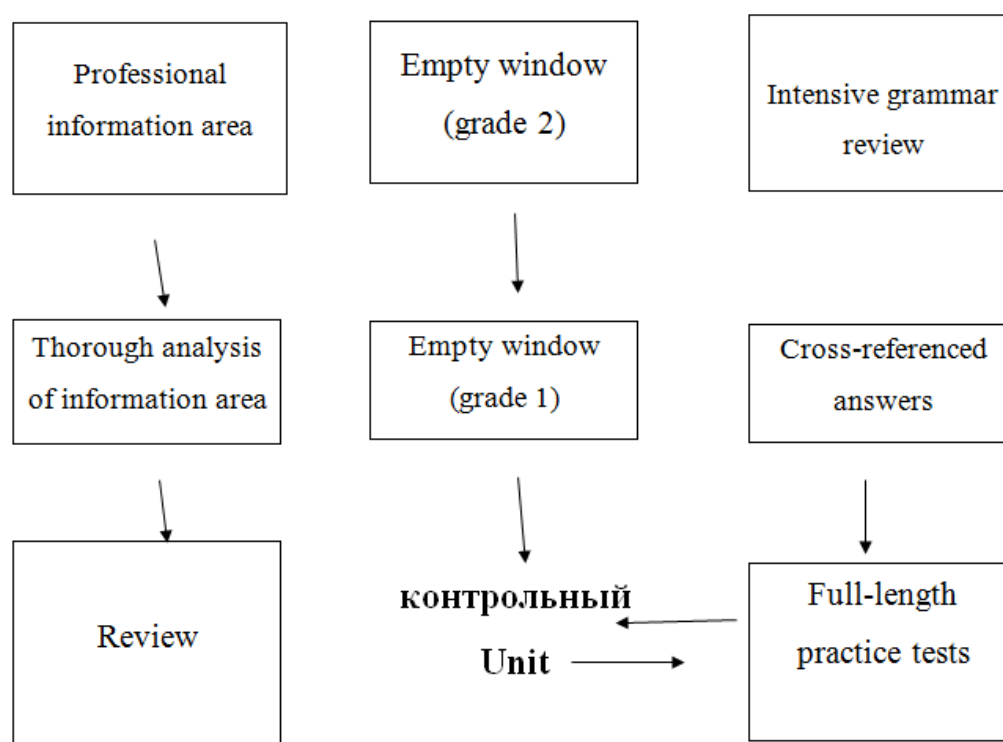 Professional
information area
Empty window
(grade 2)
Intensive grammar
review
Thorough analysis
of information area
Empty window
(grade 1)
Cross-referenced
answers
Review
контрольный
Unit
Full-length
practice tests